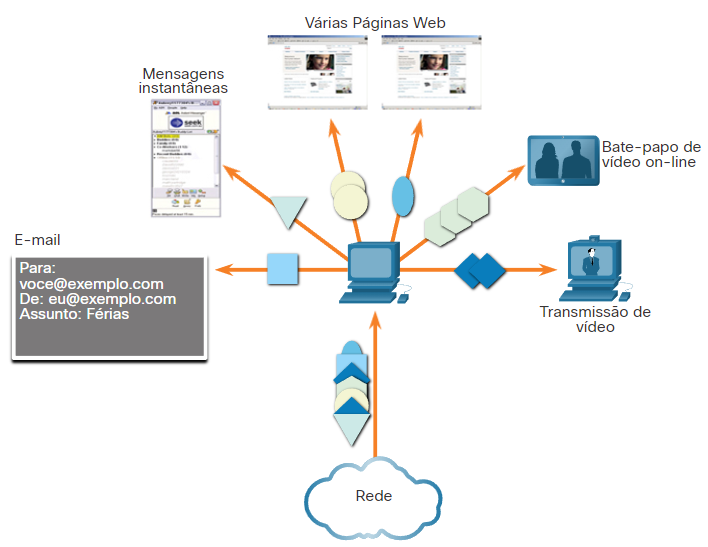 Várias Páginas Web
Mensagens
instantâneas
seek
Bate-papo de
vídeo on-line
E-mail
Para:
voce@exemplo.com
De: eu@exemplo.com
Assunto: Férias
Transmissão de
vídeo
Rede